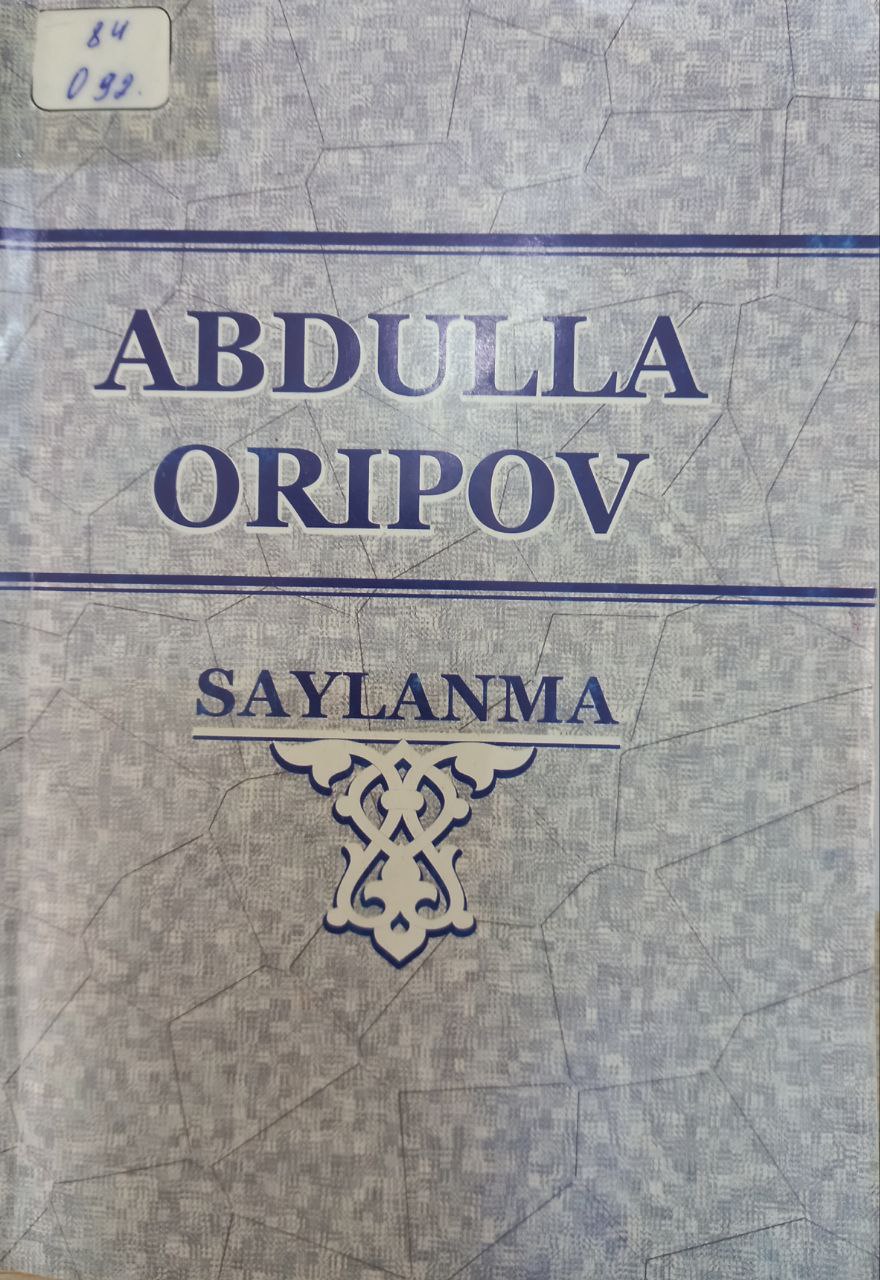 84
O 92.
ABDULLA
ORIPOV
SAYLANMA